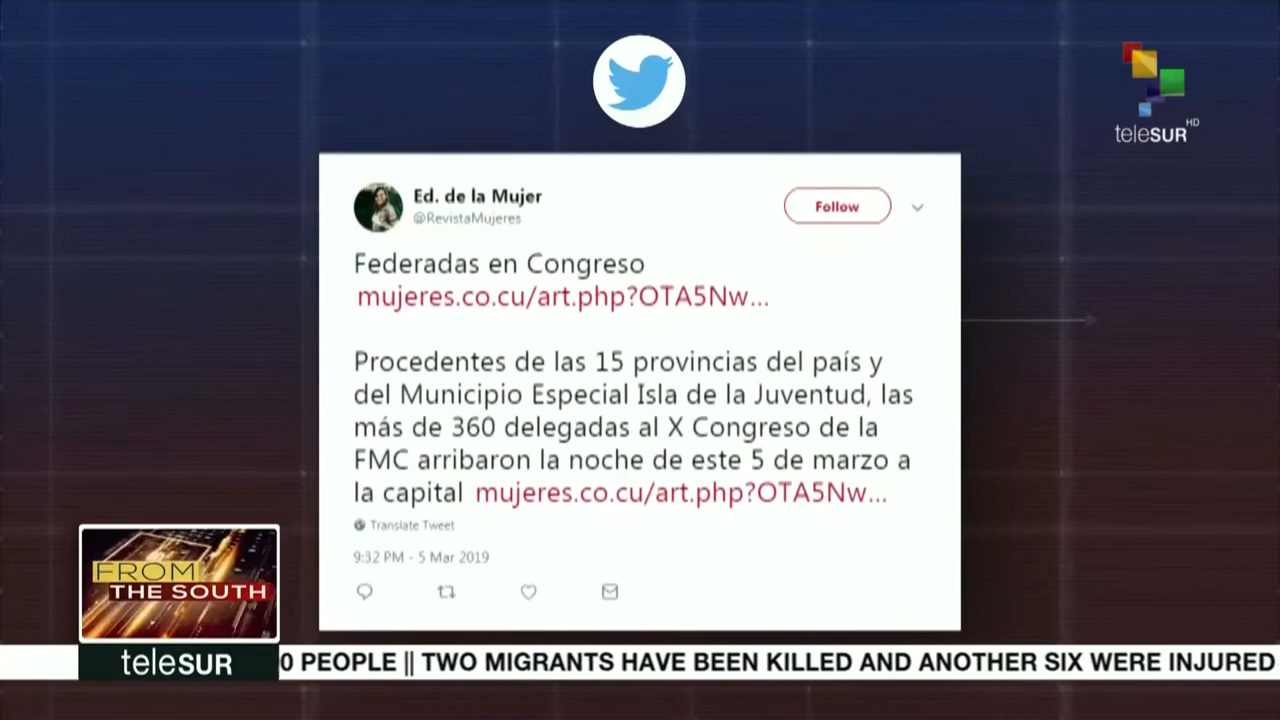 teleSUR HD
Ed. de la Mujer
@RevistaMujeres
Follow
Federadas en Congreso
mujeres.co.cu/art.php?OTA5Nw...
Procedentes de las 15 provincias del país y
del Municipio Especial Isla de la Juventud, las
más de 360 delegadas al X Congreso de la
FMC arribaron la noche de este 5 de marzo a
la capital mujeres.co.cu/art.php?OTA5Nw...
Translate Tweet
9:32 PM - 5 Mar 2019
FROM
THE SOUTH
teleSUR
0 PEOPLE || TWO MIGRANTS HAVE BEEN KILLED AND ANOTHER SIX WERE INJURED